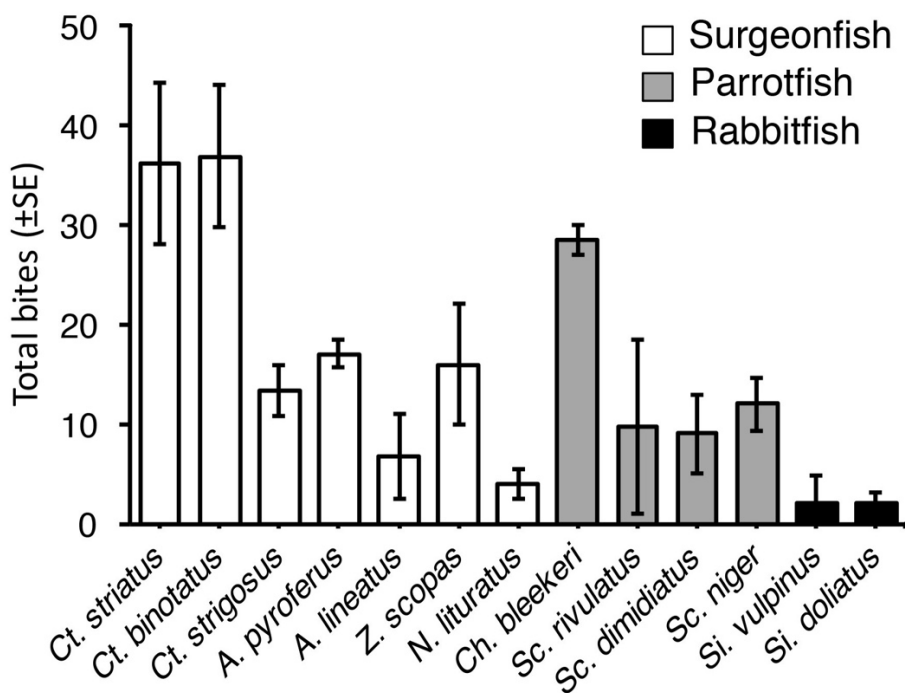 50
40
30
20
10
0
Total bites (±SE)
Surgeonfish
Parrotfish
Rabbitfish
Ct. striatus
Ct. binotatus
Ct. strigosus
A. pyroferus
A. lineatus
Z. scopas
N. lituratus
Ch. bleekeri
Sc. rivulatus
Sc. dimidiatus
Sc. niger
Si. vulpinus
Si. doliatus